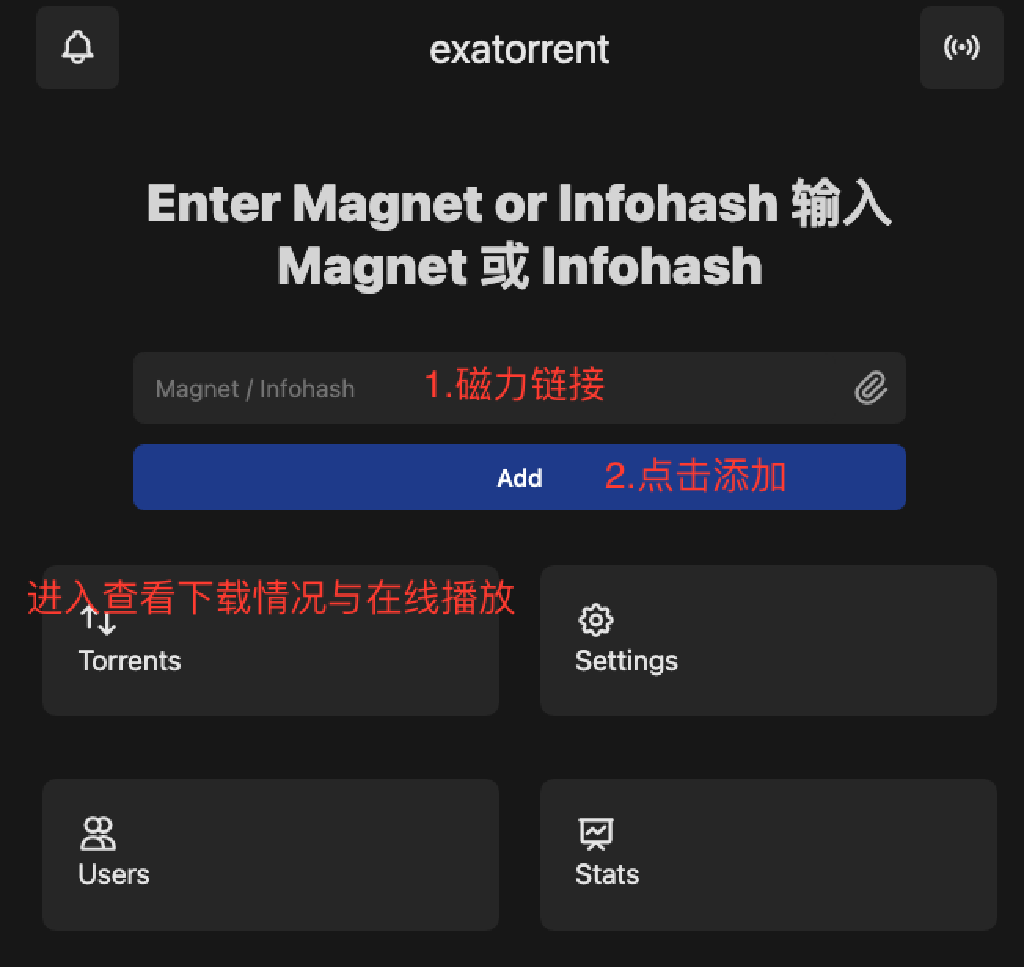 exatorrent
Enter Magnet or Infohash 输入
Magnet 或 Infohash
Magnet / Infohash
1.磁力链接
Add
2.点击添加
进入查看下载情况与在线播放
Torrents
Settings
Users
Stats